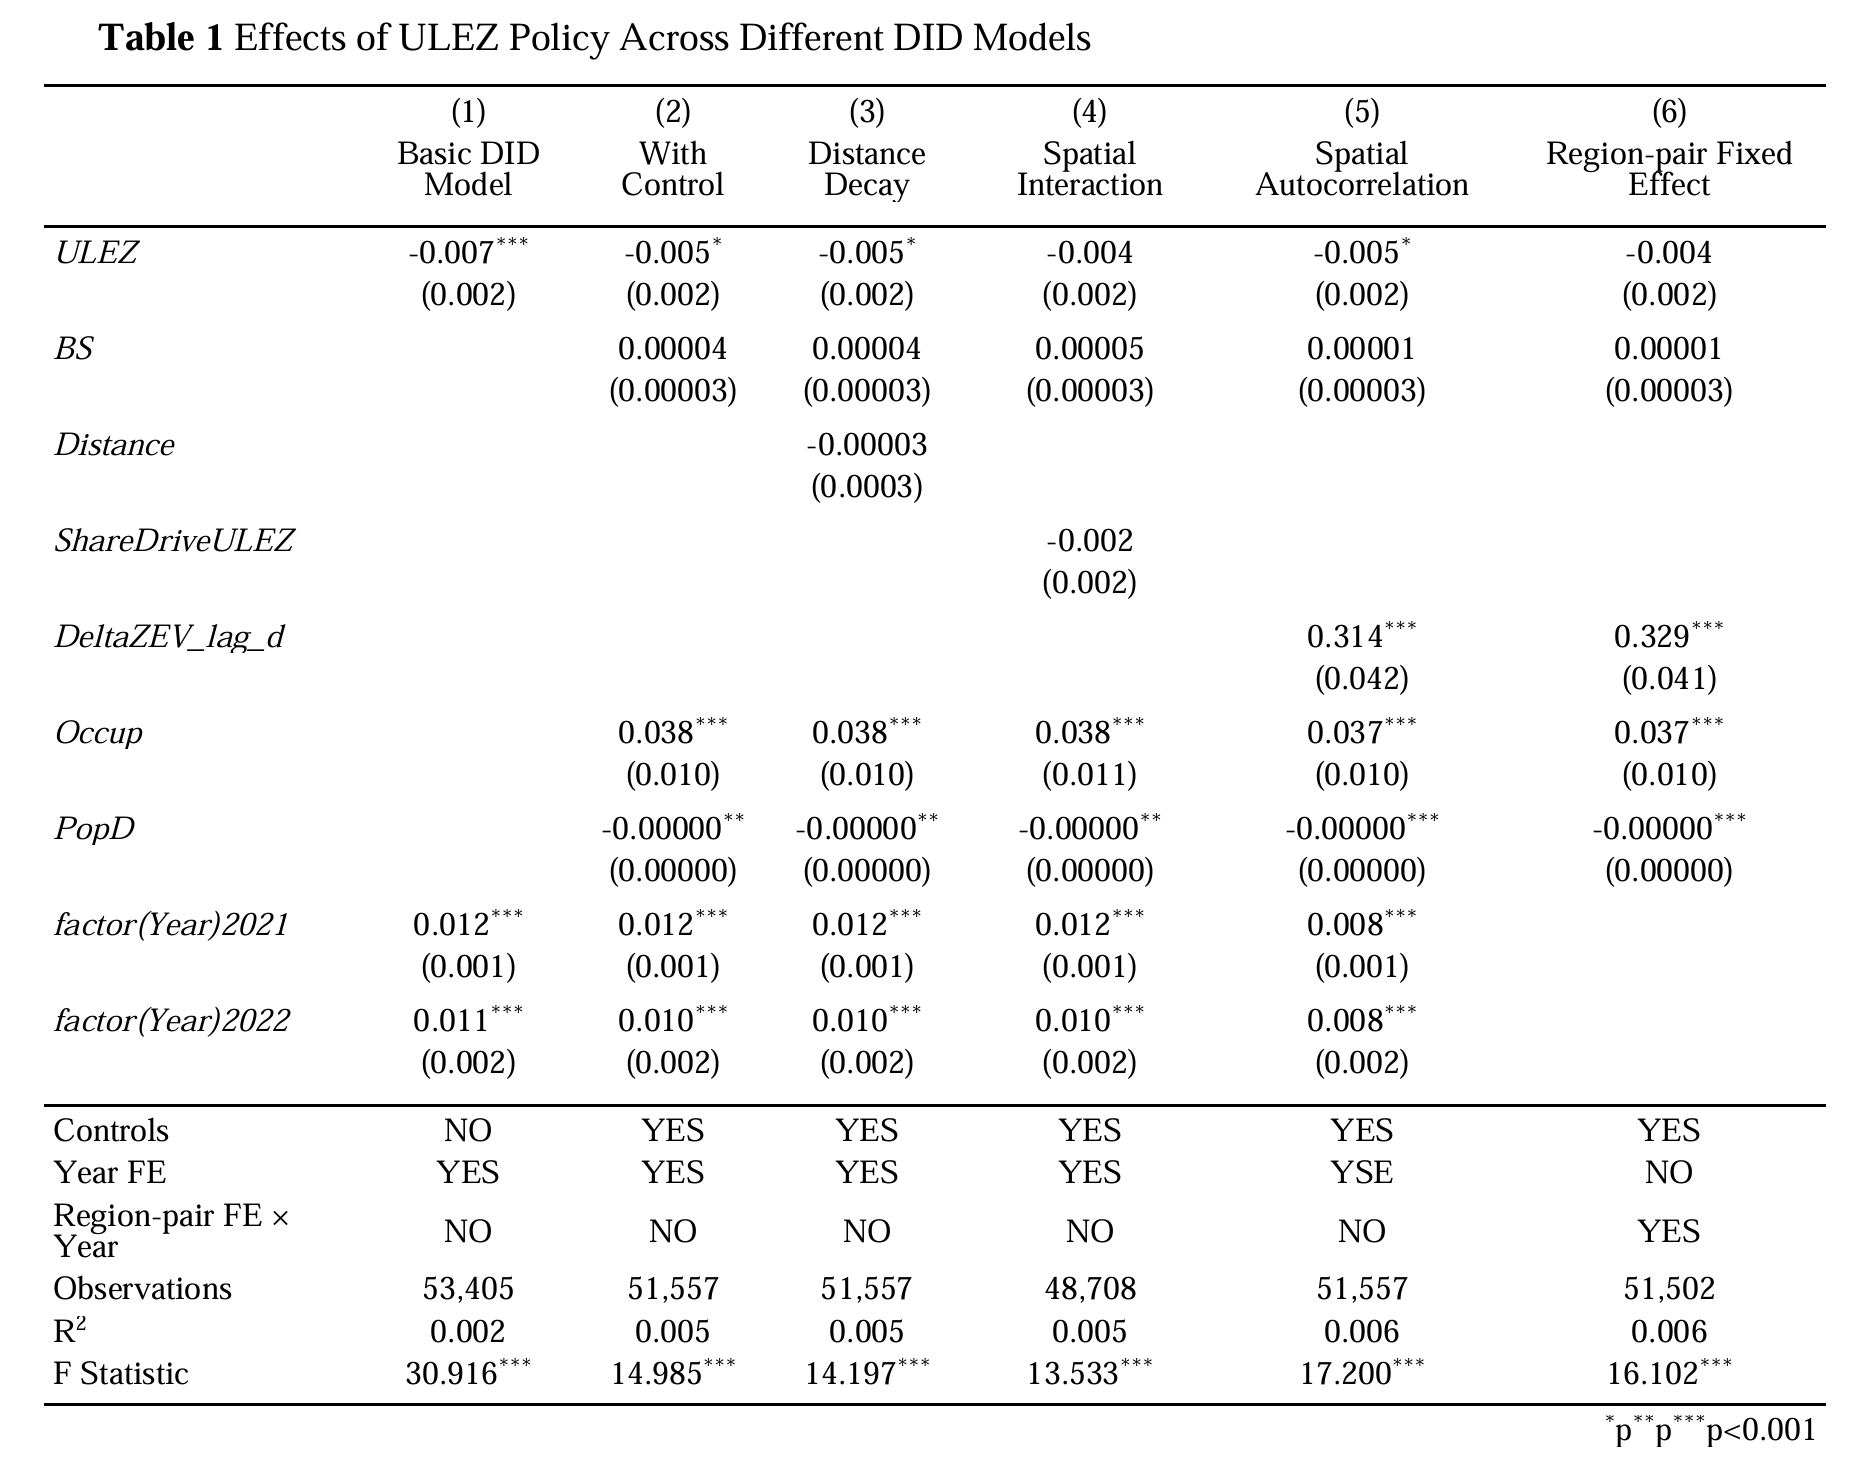 Table 1 Effects of ULEZ Policy Across Different DID Models
(1) (2) (3) (4) (5) (6)
Basic DID With Distance Spatial Spatial Region-pair Fixed
Model Control Decay Interaction Autocorrelation Effect
ULEZ -0.007*** -0.005* -0.005* -0.004 -0.005* -0.004
(0.002) (0.002) (0.002) (0.002) (0.002) (0.002)
BS 0.00004 0.00004 0.00005 0.00001 0.00001
(0.00003) (0.00003) (0.00003) (0.00003) (0.00003)
Distance -0.00003
(0.0003)
ShareDriveULEZ -0.002
(0.002)
DeltaZEV_lag_d 0.314*** 0.329***
(0.042) (0.041)
Occup 0.038*** 0.038*** 0.038*** 0.037*** 0.037***
(0.010) (0.010) (0.011) (0.010) (0.010)
PopD -0.00000** -0.00000** -0.00000** -0.00000*** -0.00000***
(0.00000) (0.00000) (0.00000) (0.00000) (0.00000)
factor(Year)2021 0.012*** 0.012*** 0.012*** 0.012*** 0.008***
(0.001) (0.001) (0.001) (0.001) (0.001)
factor(Year)2022 0.011*** 0.010*** 0.010*** 0.010*** 0.008***
(0.002) (0.002) (0.002) (0.002) (0.002)
Controls NO YES YES YES YES YES
Year FE YES YES YES YES YSE NO
Region-pair FE ×
Year NO NO NO NO NO YES
Observations 53,405 51,557 51,557 48,708 51,557 51,502
R² 0.002 0.005 0.005 0.005 0.006 0.006
F Statistic 30.916*** 14.985*** 14.197*** 13.533*** 17.200*** 16.102***
*p**p***p<0.001